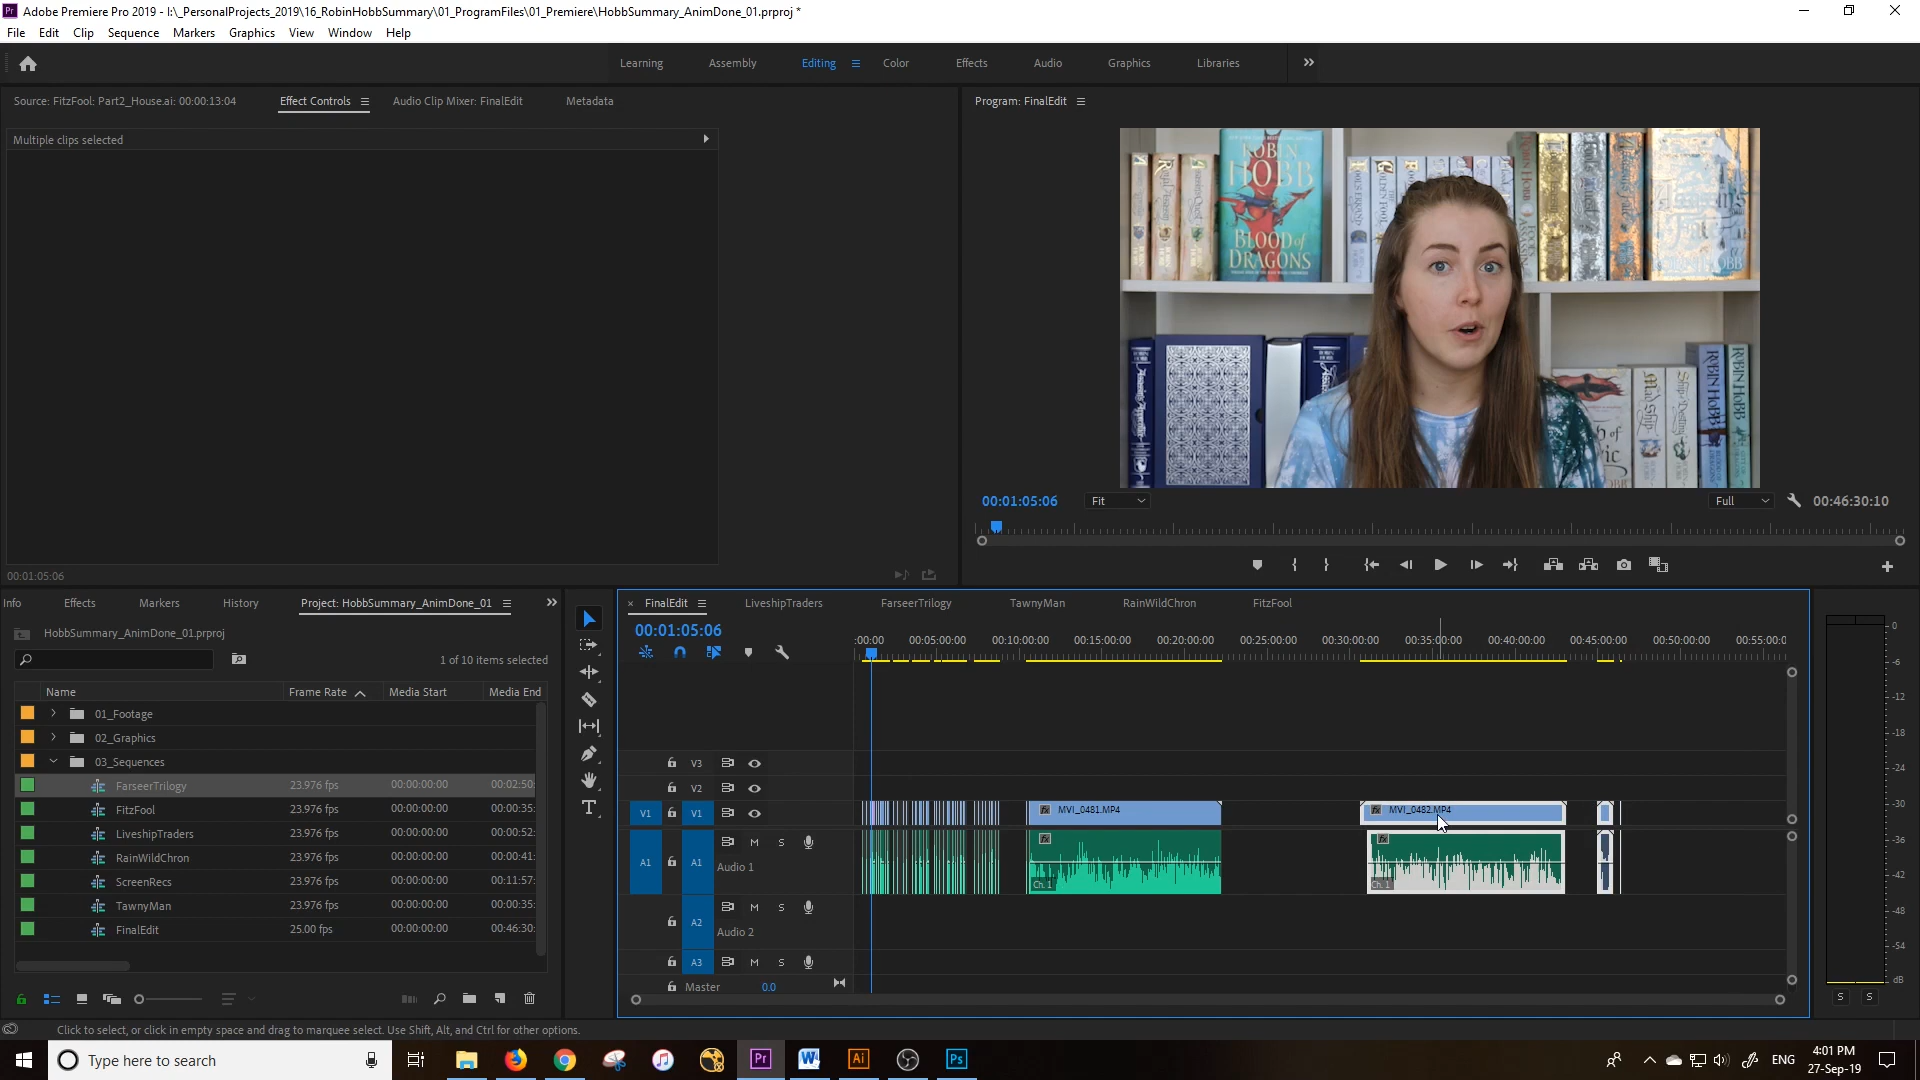 Adobe Premiere Pro 2019 - I:\_PersonalProjects_2019\16_RobinHobbSummary\01_ProgramFiles\01_Premiere\HobbSummary_AnimDone_01.prproj *
File Edit Clip Sequence Markers Graphics View Window Help
Learning Assembly Editing Color Effects Audio Graphics Libraries
Source: FitzFool: Part2_House.ai: 00:00:13:04 Effect Controls Audio Clip Mixer: FinalEdit Metadata
Program: FinalEdit
Multiple clips selected
ROBIN HOBB
BLOOD of DRAGONS
00:01:05:06 Fit Full 00:46:30:10
00:01:05:06
Info Effects Markers History Project: HobbSummary_AnimDone_01
HobbSummary_AnimDone_01.prproj
1 of 10 items selected
Name Frame Rate Media Start Media End
01_Footage
02_Graphics
03_Sequences
FarseerTrilogy 23.976 fps 00:00:00:00 00:02:50:
FitzFool 23.976 fps 00:00:00:00 00:00:35:
LiveshipTraders 23.976 fps 00:00:00:00 00:00:52:
RainWildChron 23.976 fps 00:00:00:00 00:00:41:
ScreenRecs 23.976 fps 00:00:00:00 00:11:57:
TawnyMan 23.976 fps 00:00:00:00 00:00:35:
FinalEdit 25.00 fps 00:00:00:00 00:46:30:
× FinalEdit LiveshipTraders FarseerTrilogy TawnyMan RainWildChron FitzFool
00:01:05:06
:00:00 00:05:00:00 00:10:00:00 00:15:00:00 00:20:00:00 00:25:00:00 00:30:00:00 00:35:00:00 00:40:00:00 00:45:00:00 00:50:00:00 00:55:00:0
V3
V2
V1 V1 MVI_0481.MP4 MVI_0482.MP4
A1 A1 M S
Audio 1
Ch. 1 Ch. 1
A2 M S
Audio 2
A3 M S
Master 0.0
0
-6
-12
-18
-24
-30
-36
-42
-48
-54
dB
S S
Click to select, or click in empty space and drag to marquee select. Use Shift, Alt, and Ctrl for other options.
Type here to search
ENG
4:01 PM
27-Sep-19